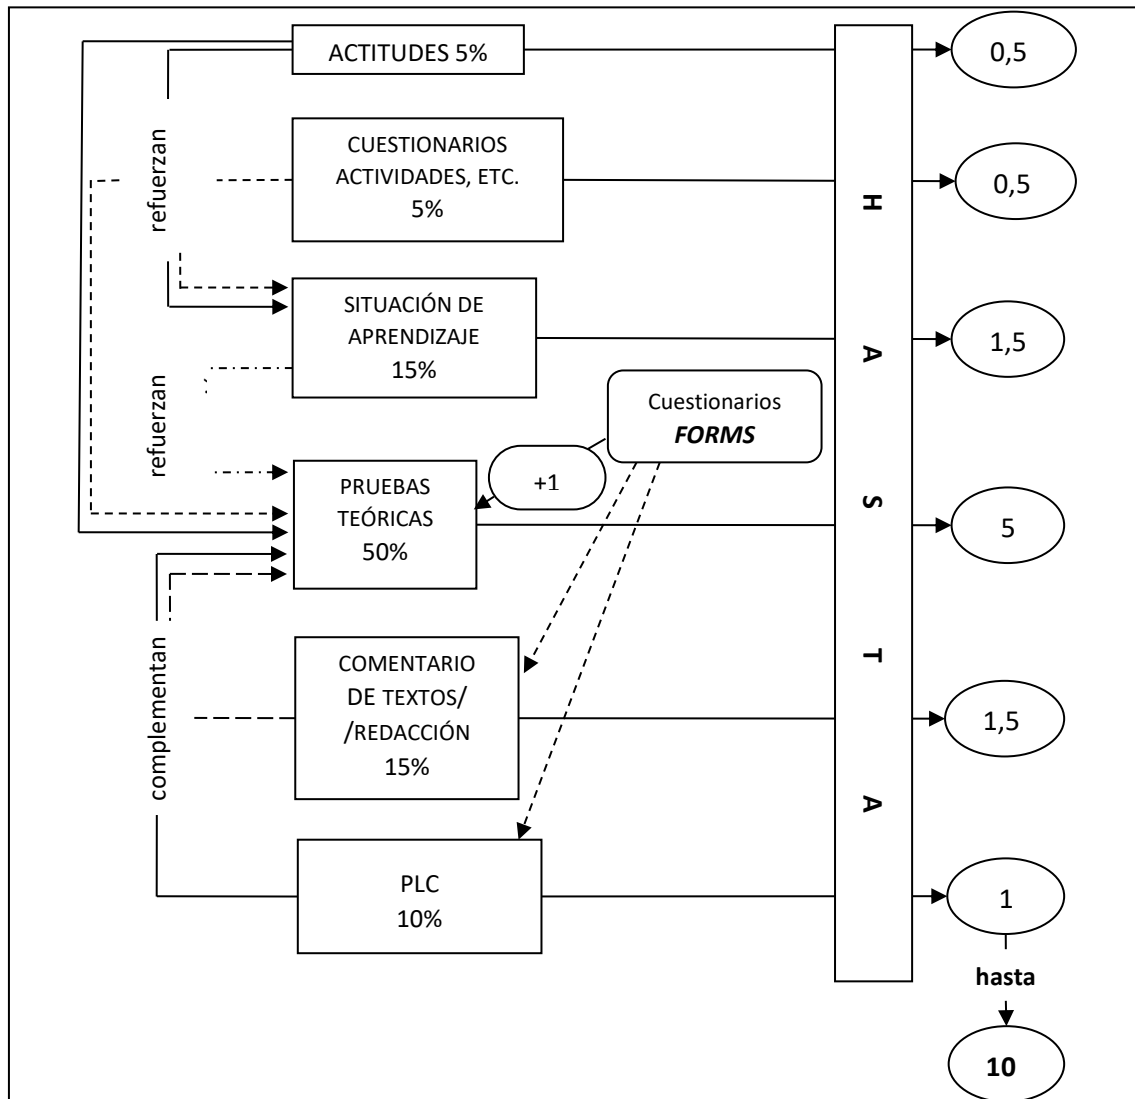 ACTITUDES 5%
0,5
CUESTIONARIOS
ACTIVIDADES, ETC.
5%
0,5
refuerzan
SITUACIÓN DE
APRENDIZAJE
15%
1,5
refuerzan
Cuestionarios
FORMS
+1
PRUEBAS
TEÓRICAS
50%
5
complementan
COMENTARIO
DE TEXTOS/
/REDACCIÓN
15%
1,5
PLC
10%
1
HASTA
hasta
10